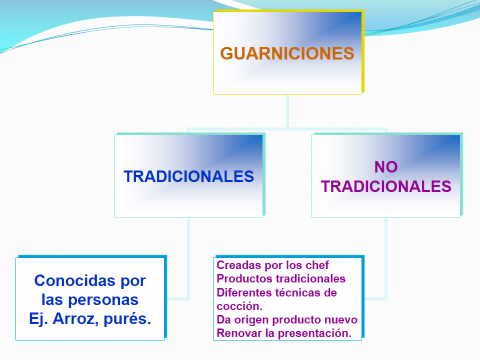 GUARNICIONES
TRADICIONALES
NO
TRADICIONALES
Conocidas por
las personas
Ej. Arroz, purés.
Creadas por los chef
Productos tradicionales
Diferentes técnicas de
cocción.
Da origen producto nuevo
Renovar la presentación.